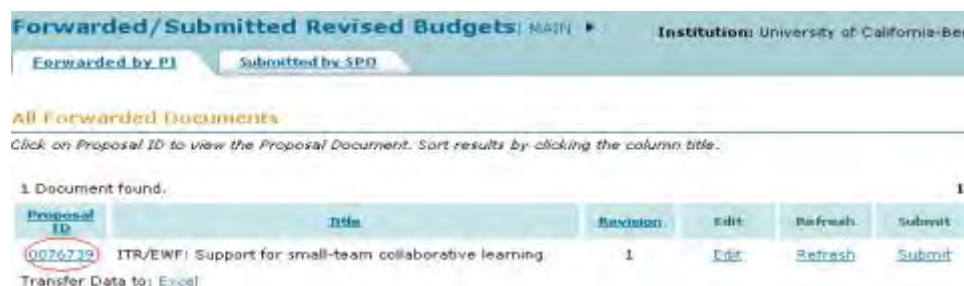 Forwarded/Submitted Revised Budgets: MAIN Institution: University of California-Ber
Forwarded by PI Submitted by SPO
All Forwarded Documents
Click on Proposal ID to view the Proposal Document. Sort results by clicking the column title.
1 Document found. 1
Proposal ID Title Revision Edit Refresh Submit
0076739 ITR/EWF: Support for small-team collaborative learning 1 Edit Refresh Submit
Transfer Data to: Excel